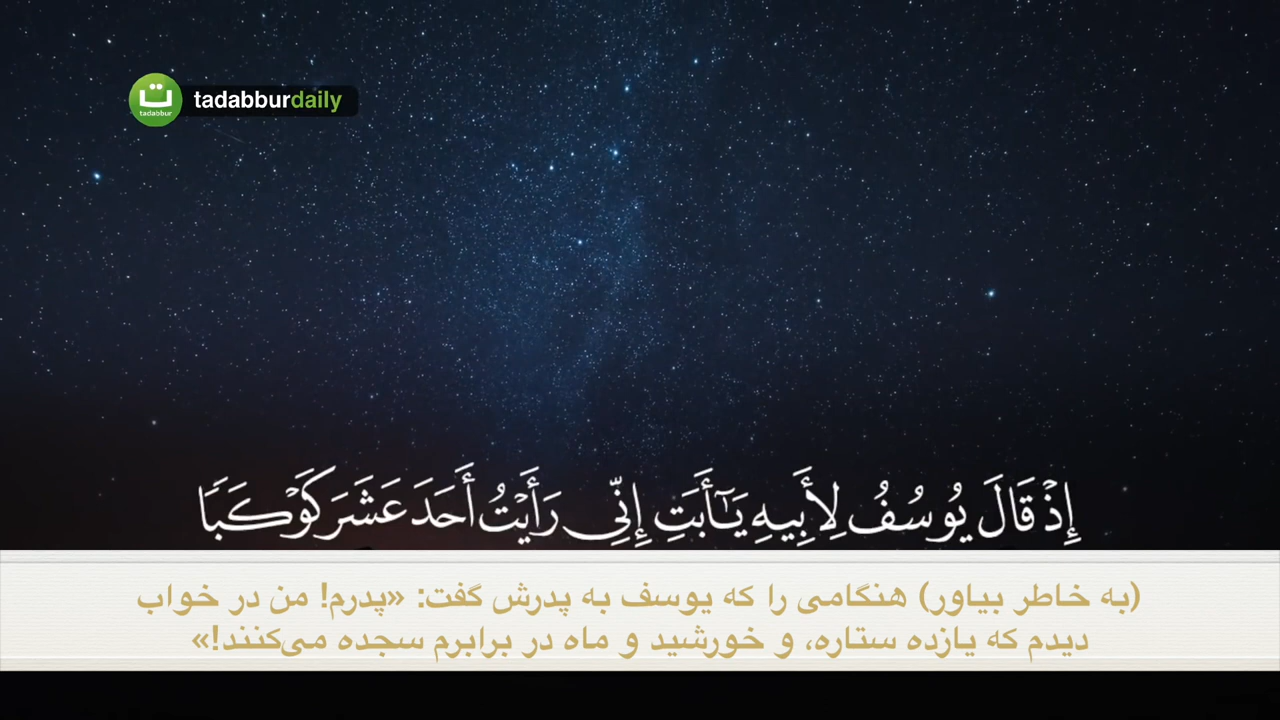 ت
tadabbur
tadabburdaily
إِذْ قَالَ يُوسُفُ لِأَبِيهِ يَـٰٓأَبَتِ إِنِّى رَأَيْتُ أَحَدَ عَشَرَ كَوْكَبًا
(به خاطر بیاور) هنگامی را که یوسف به پدرش گفت: «پدرم! من در خواب
دیدم که یازده ستاره، و خورشید و ماه در برابرم سجده می‌کنند!»